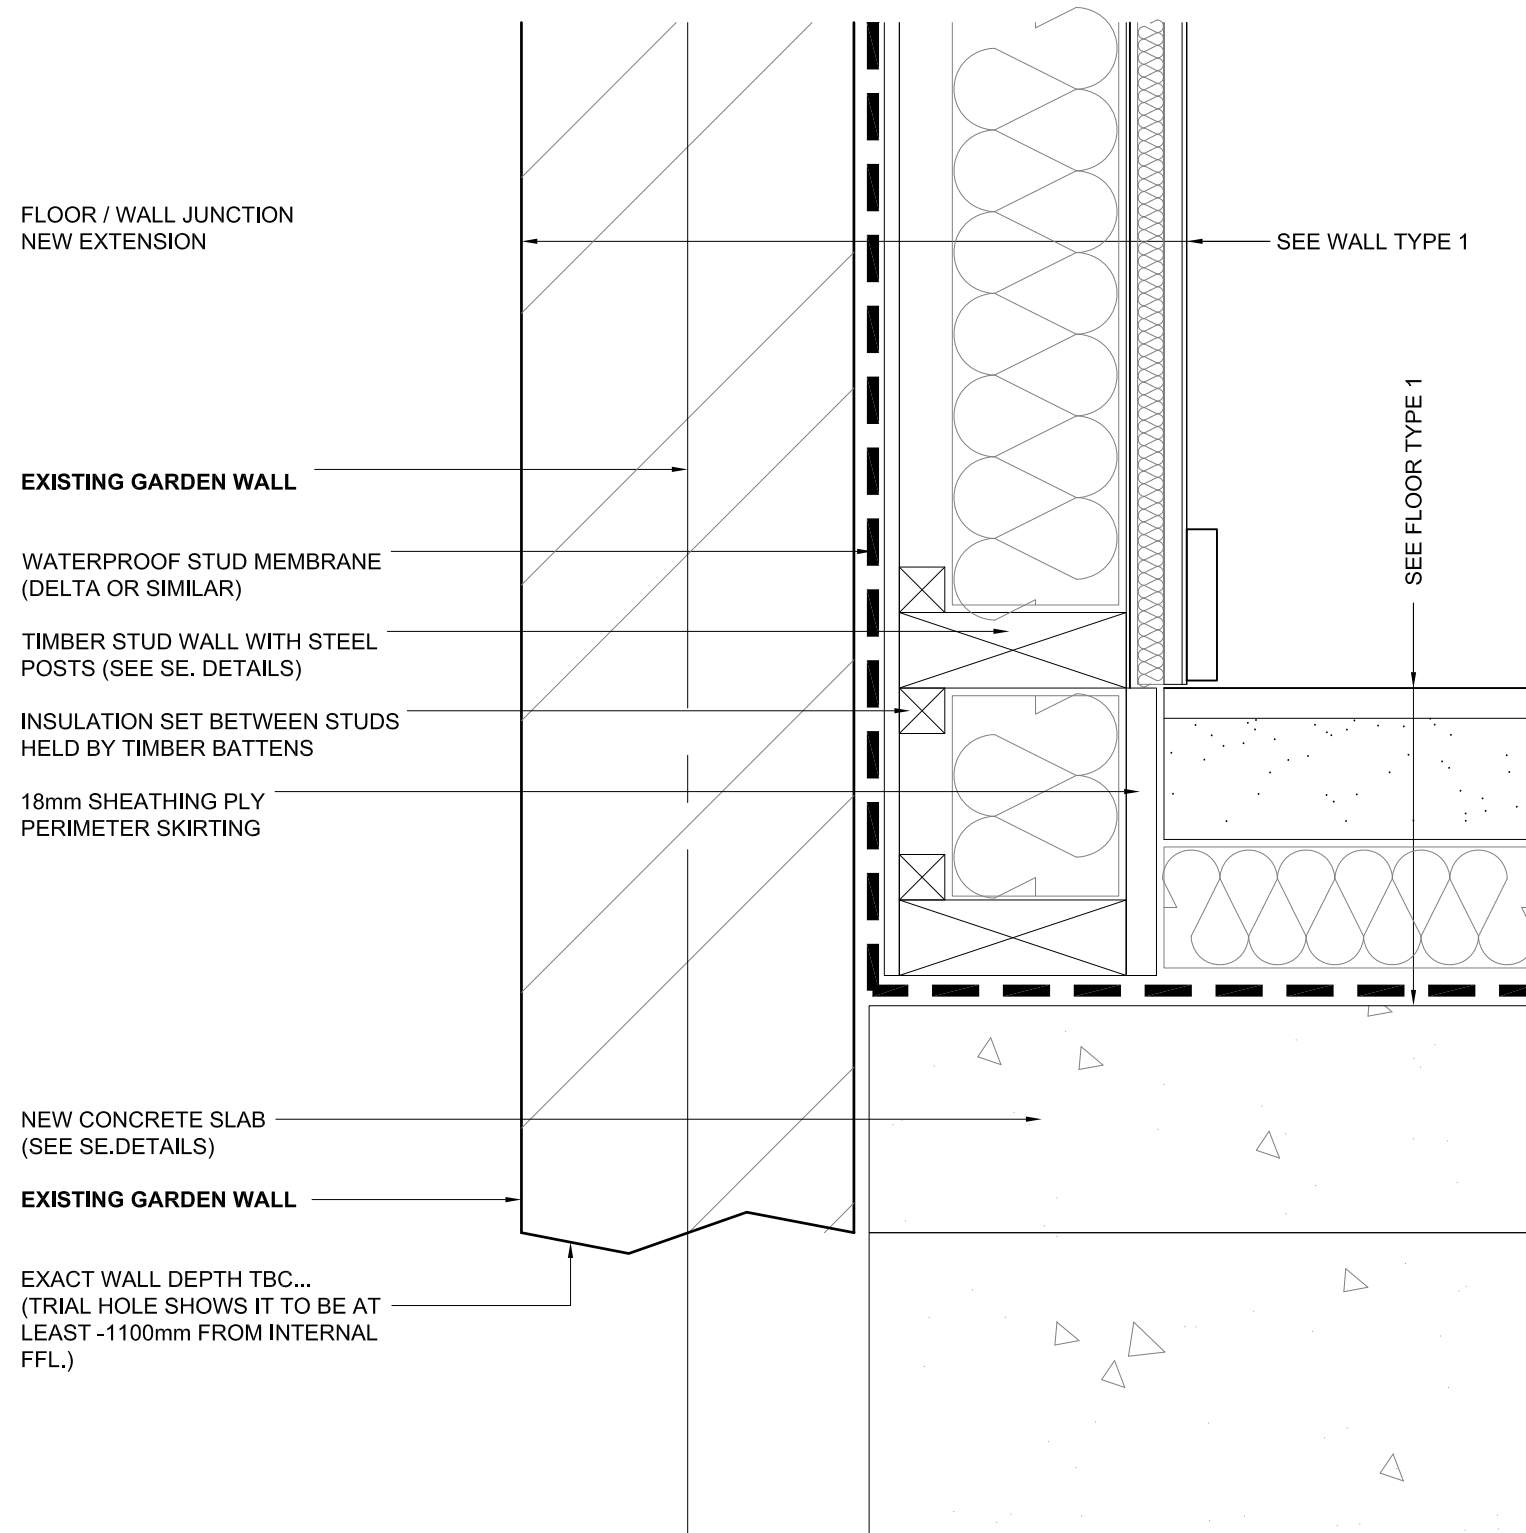 FLOOR / WALL JUNCTION
NEW EXTENSION
SEE WALL TYPE 1
SEE FLOOR TYPE 1
EXISTING GARDEN WALL
WATERPROOF STUD MEMBRANE
(DELTA OR SIMILAR)
TIMBER STUD WALL WITH STEEL
POSTS (SEE SE. DETAILS)
INSULATION SET BETWEEN STUDS
HELD BY TIMBER BATTENS
18mm SHEATHING PLY
PERIMETER SKIRTING
NEW CONCRETE SLAB
(SEE SE.DETAILS)
EXISTING GARDEN WALL
EXACT WALL DEPTH TBC...
(TRIAL HOLE SHOWS IT TO BE AT
LEAST -1100mm FROM INTERNAL
FFL.)